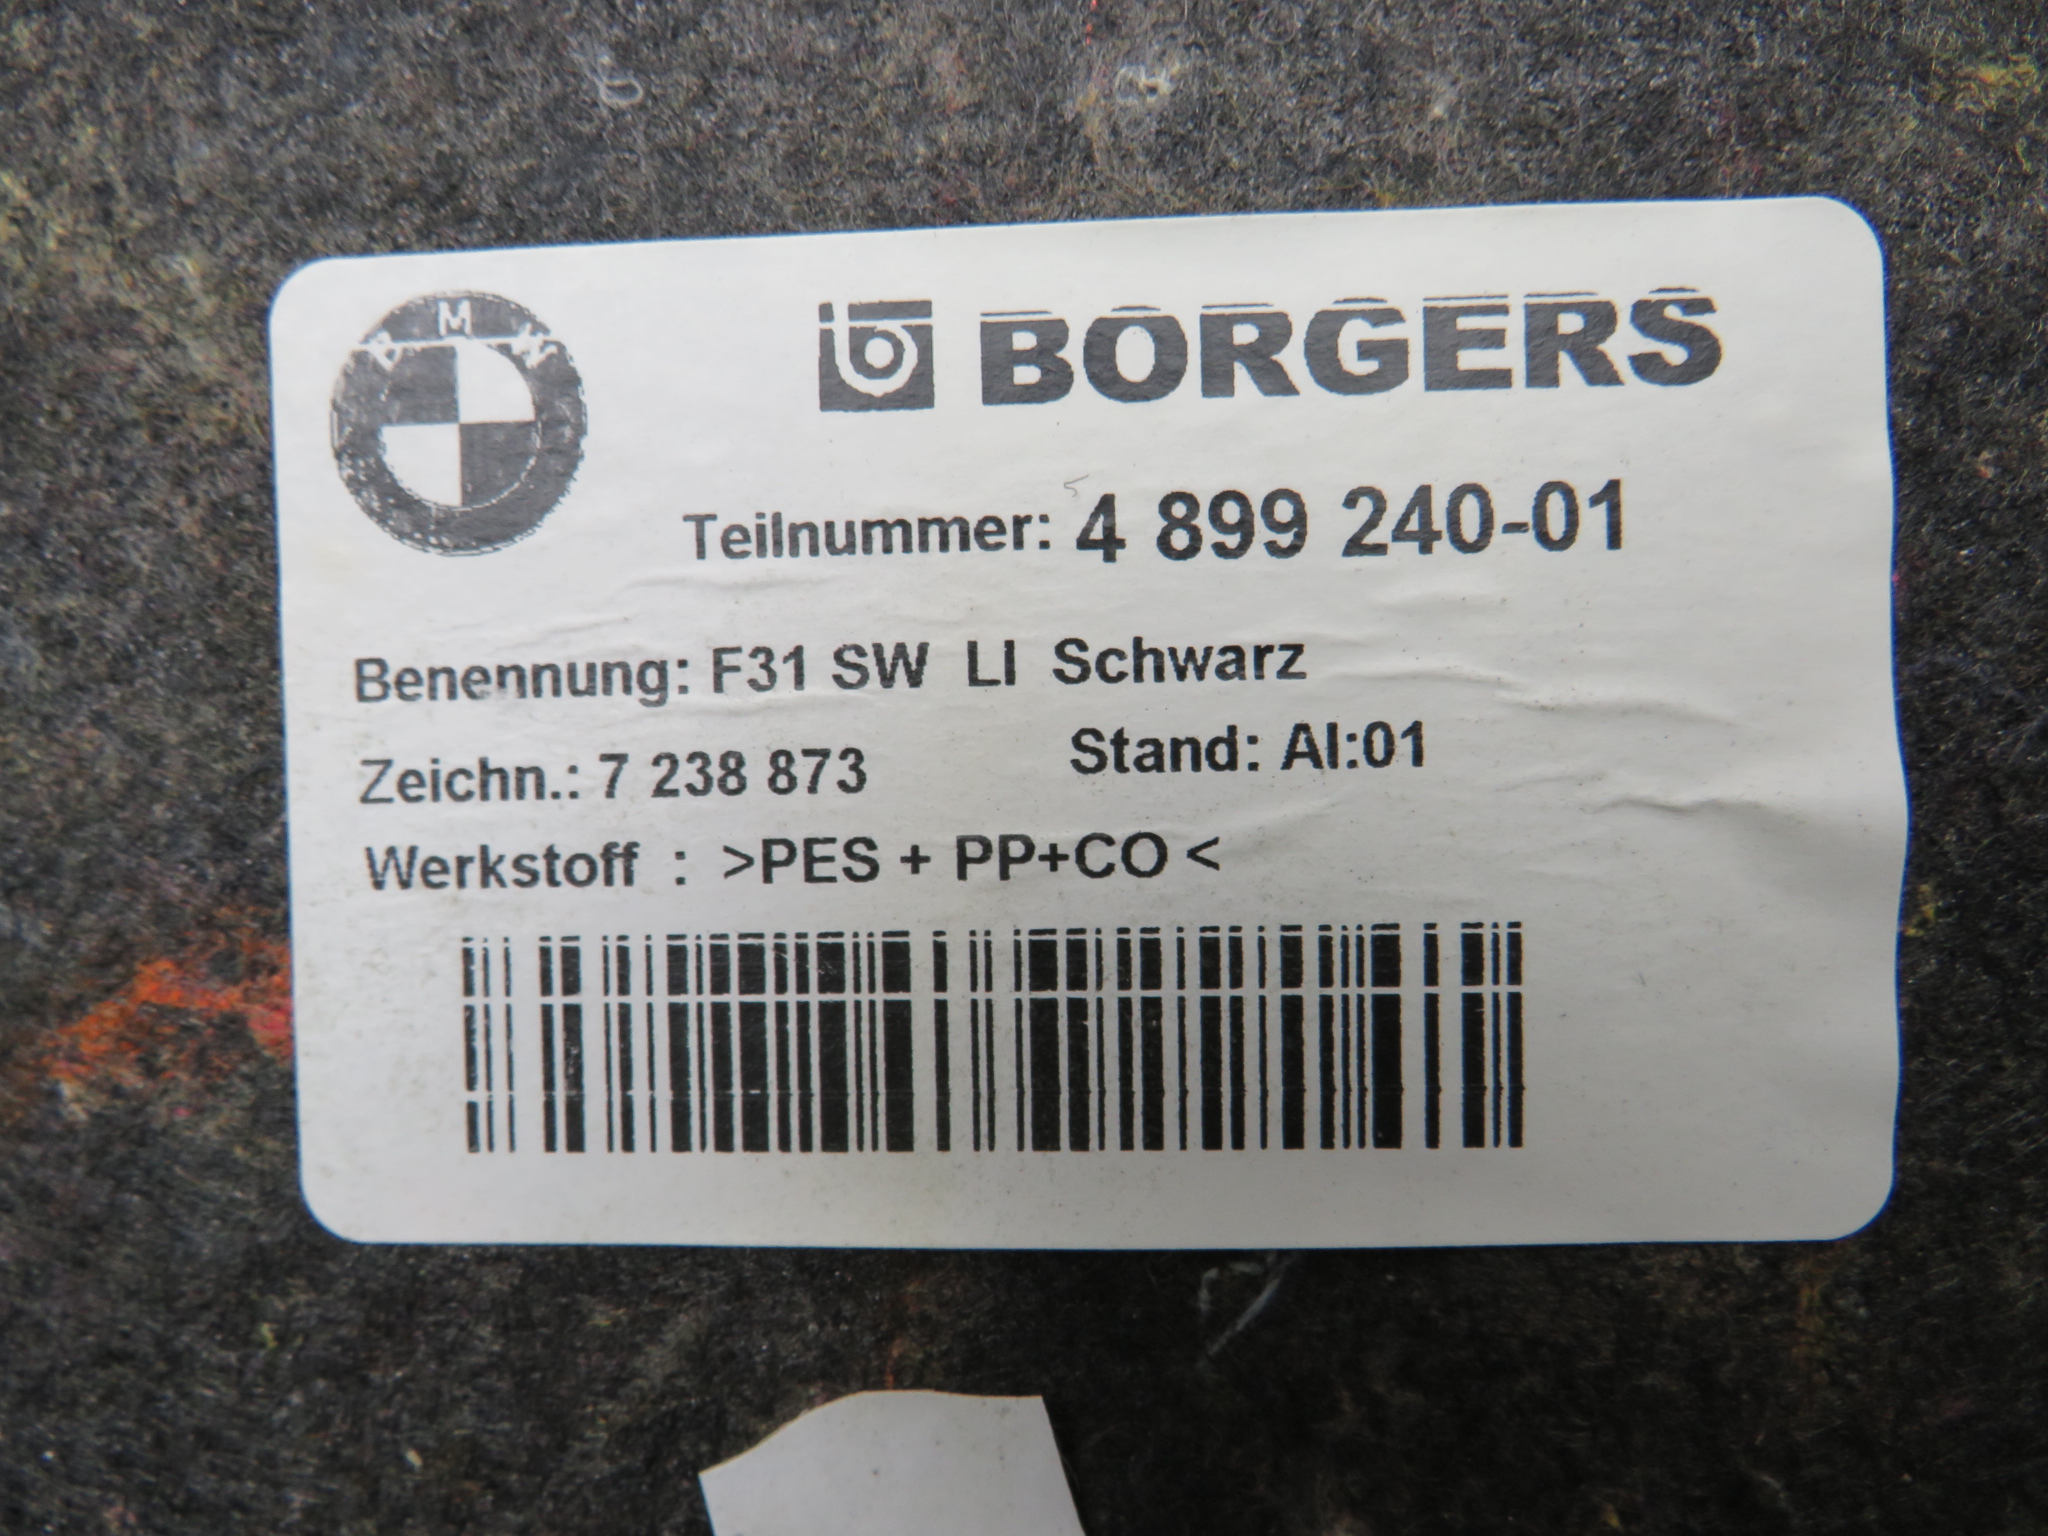 BMW
BORGERS
Teilnummer: 4 899 240-01
Benennung: F31 SW LI Schwarz
Zeichn.: 7 238 873 Stand: AI:01
Werkstoff : >PES + PP+CO <